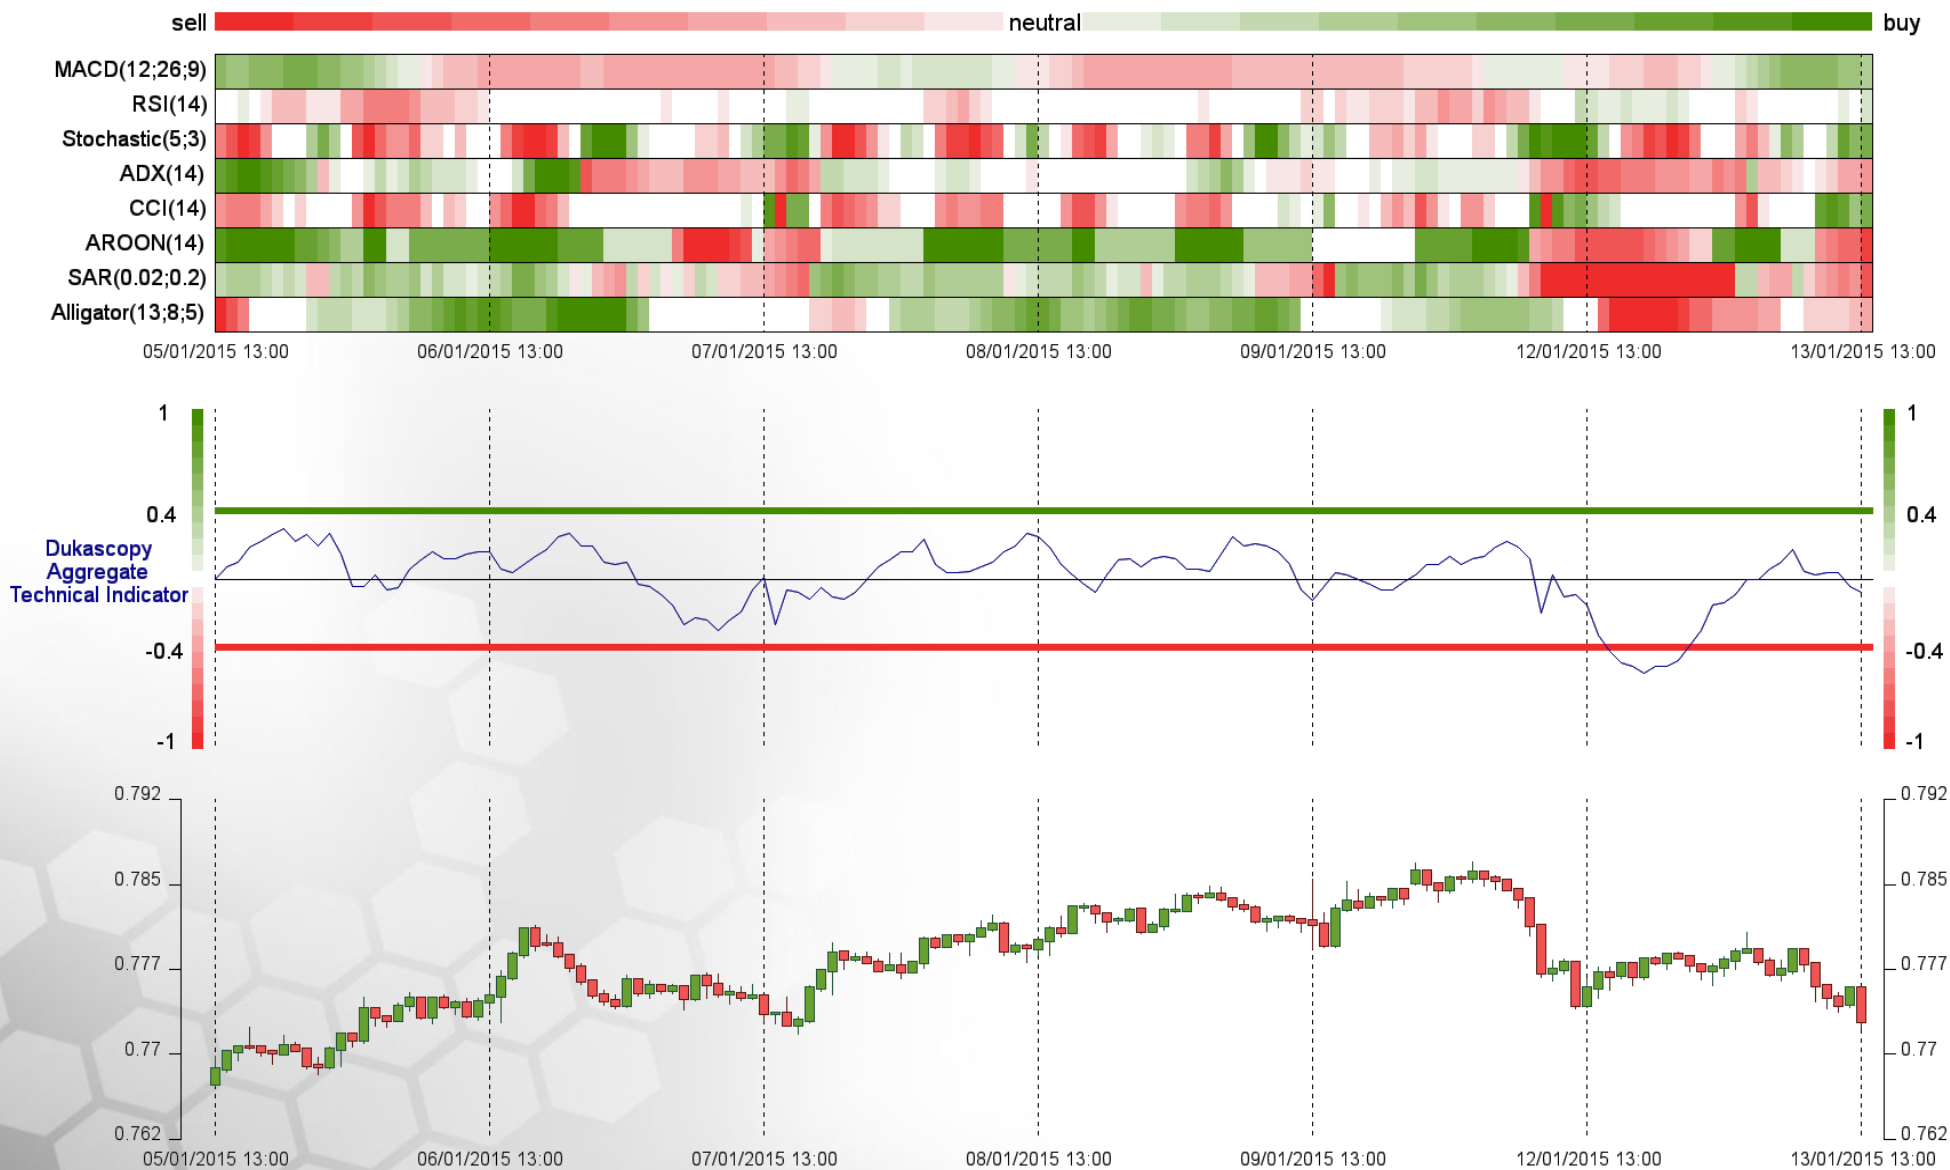 sell neutral buy
MACD(12;26;9)
RSI(14)
Stochastic(5;3)
ADX(14)
CCI(14)
AROON(14)
SAR(0.02;0.2)
Alligator(13;8;5)
05/01/2015 13:00 06/01/2015 13:00 07/01/2015 13:00 08/01/2015 13:00 09/01/2015 13:00 12/01/2015 13:00 13/01/2015 13:00
1 1
0.4 0.4
Dukascopy
Aggregate
Technical Indicator
-0.4 -0.4
-1 -1
0.792 0.792
0.785 0.785
0.777 0.777
0.77 0.77
0.762 0.762
05/01/2015 13:00 06/01/2015 13:00 07/01/2015 13:00 08/01/2015 13:00 09/01/2015 13:00 12/01/2015 13:00 13/01/2015 13:00